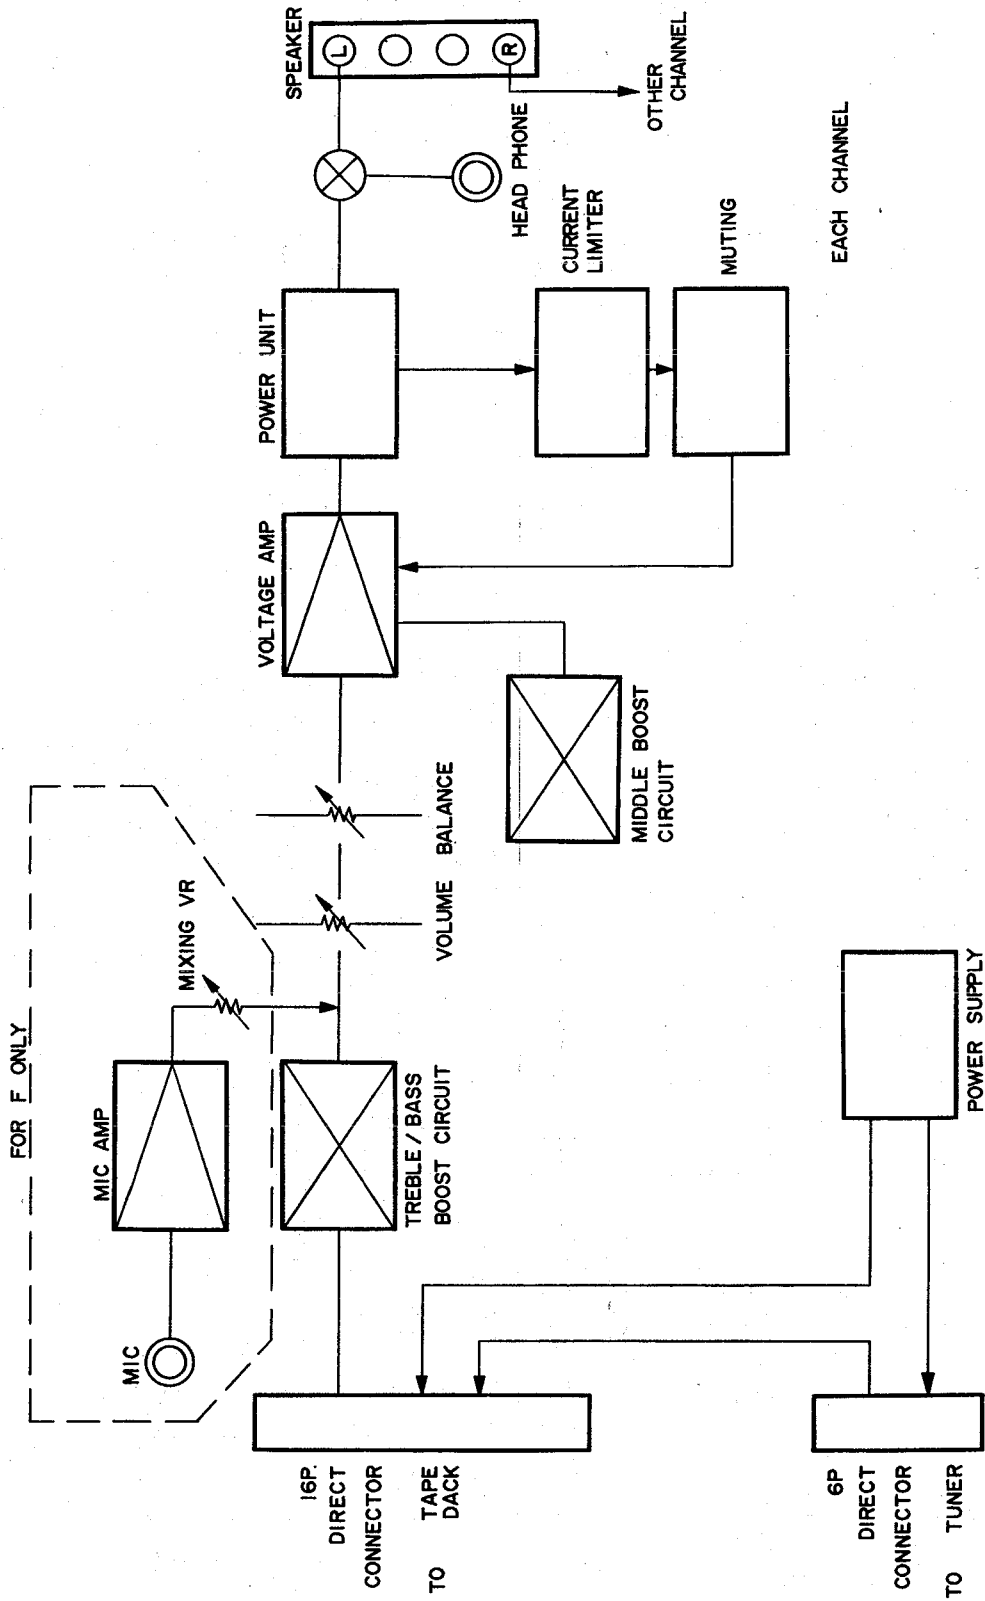 FOR F ONLY
MIC
MIC AMP
MIXING VR
16P.
DIRECT
CONNECTOR
TO TAPE
DACK
TREBLE / BASS
BOOST CIRCUIT
VOLUME
BALANCE
VOLTAGE AMP
MIDDLE BOOST
CIRCUIT
POWER UNIT
CURRENT
LIMITER
MUTING
HEAD PHONE
SPEAKER
L
R
OTHER
CHANNEL
EACH CHANNEL
6P
DIRECT
CONNECTOR
TO TUNER
POWER SUPPLY